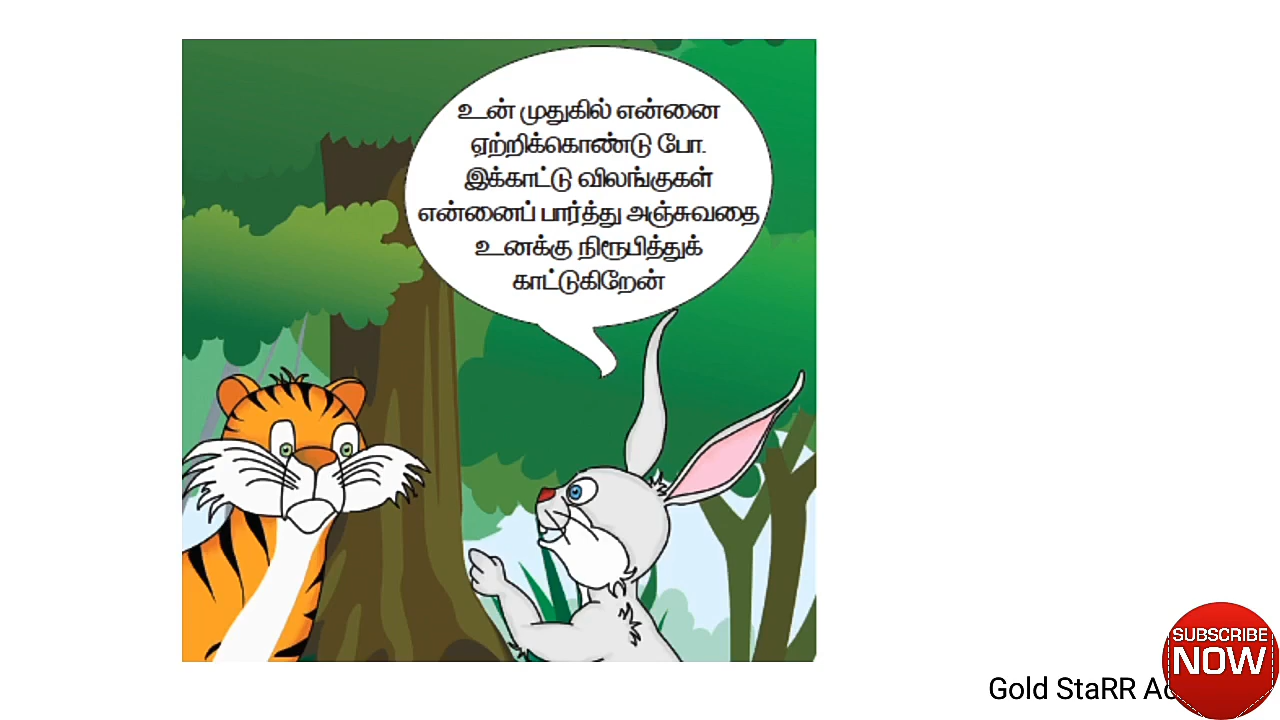 உன் முதுகில் என்னை
ஏற்றிக்கொண்டு போ.
இக்காட்டு விலங்குகள்
என்னைப் பார்த்து அஞ்சுவதை
உனக்கு நிரூபித்துக்
காட்டுகிறேன்
SUBSCRIBE
NOW
Gold StaRR